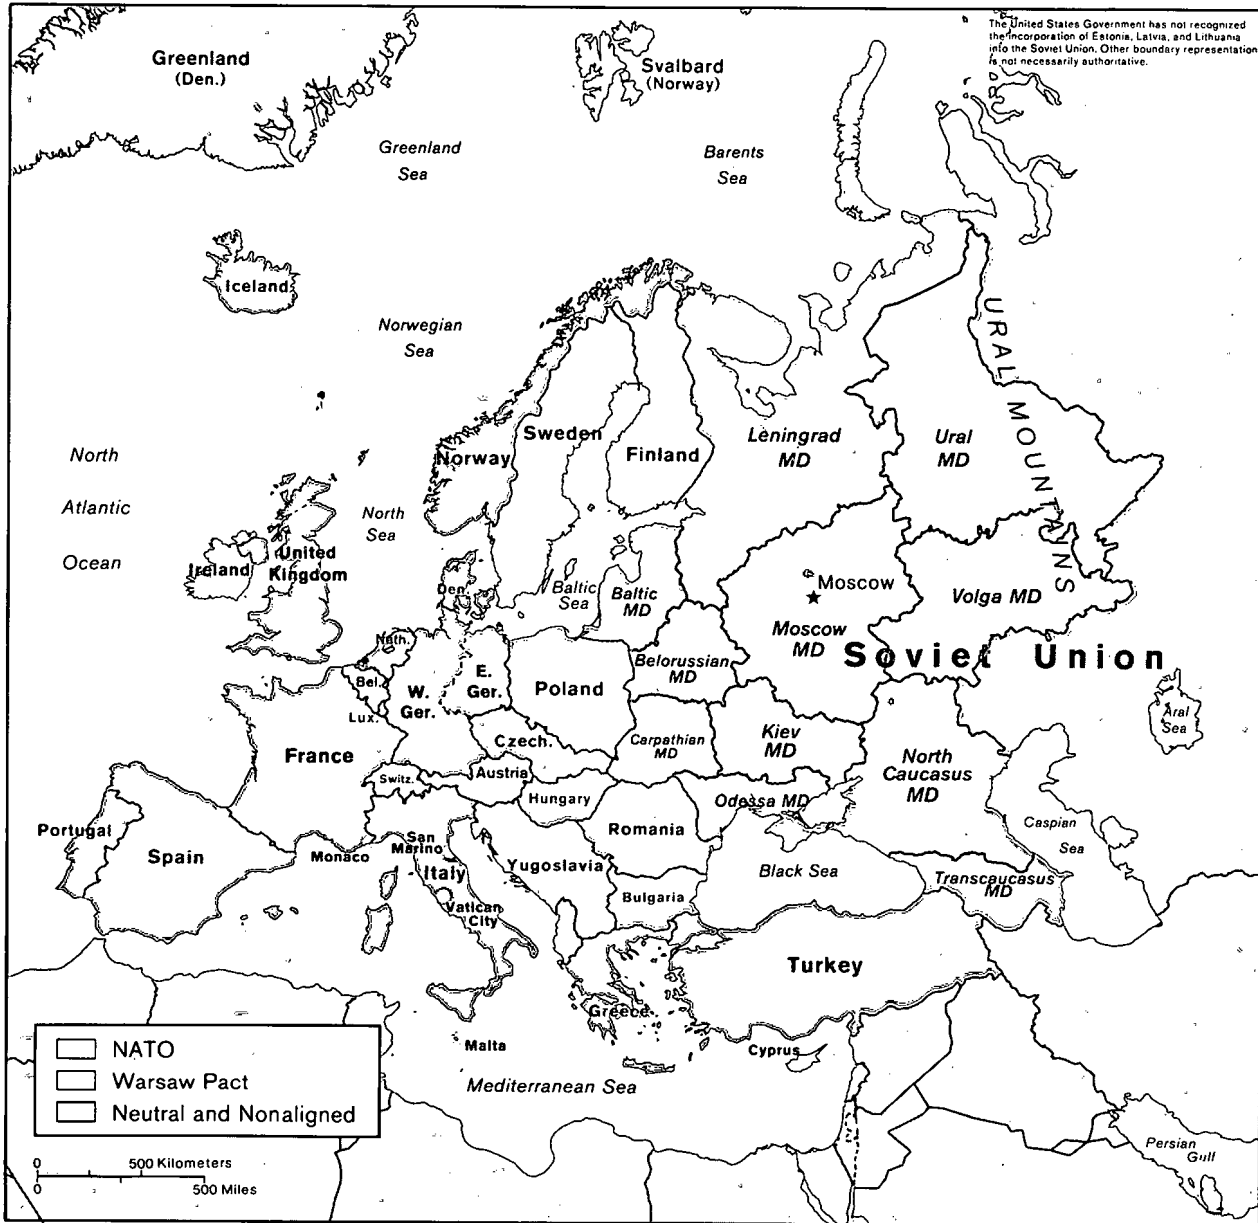 The United States Government has not recognized
the incorporation of Estonia, Latvia, and Lithuania
into the Soviet Union. Other boundary representation
is not necessarily authoritative.
Greenland
(Den.)
Svalbard
(Norway)
Greenland
Sea
Barents
Sea
Iceland
Norwegian
Sea
URAL MOUNTAINS
North
Atlantic
Ocean
Sweden
Norway
Finland
Leningrad
MD
Ural
MD
North
Sea
Ireland
United
Kingdom
Den.
Baltic
Sea
Baltic
MD
Moscow
Moscow
MD
Volga MD
Soviet Union
Neth.
Bel.
Lux.
W.
Ger.
E.
Ger.
Poland
Belorussian
MD
Aral
Sea
France
Czech.
Carpathian
MD
Kiev
MD
North
Caucasus
MD
Switz.
Austria
Hungary
Odessa MD
Caspian
Sea
Portugal
Spain
Monaco
San
Marino
Italy
Vatican
City
Yugoslavia
Romania
Bulgaria
Black Sea
Transcaucasus
MD
Turkey
Greece
Malta
Cyprus
Mediterranean Sea
Persian
Gulf
NATO
Warsaw Pact
Neutral and Nonaligned
0 500 Kilometers
0 500 Miles